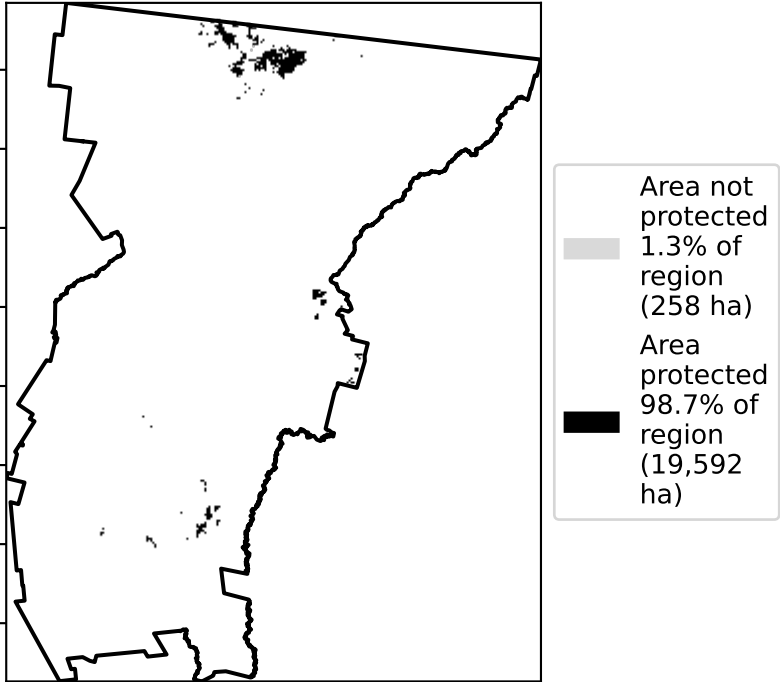 Area not
protected
1.3% of
region
(258 ha)
Area
protected
98.7% of
region
(19,592
ha)